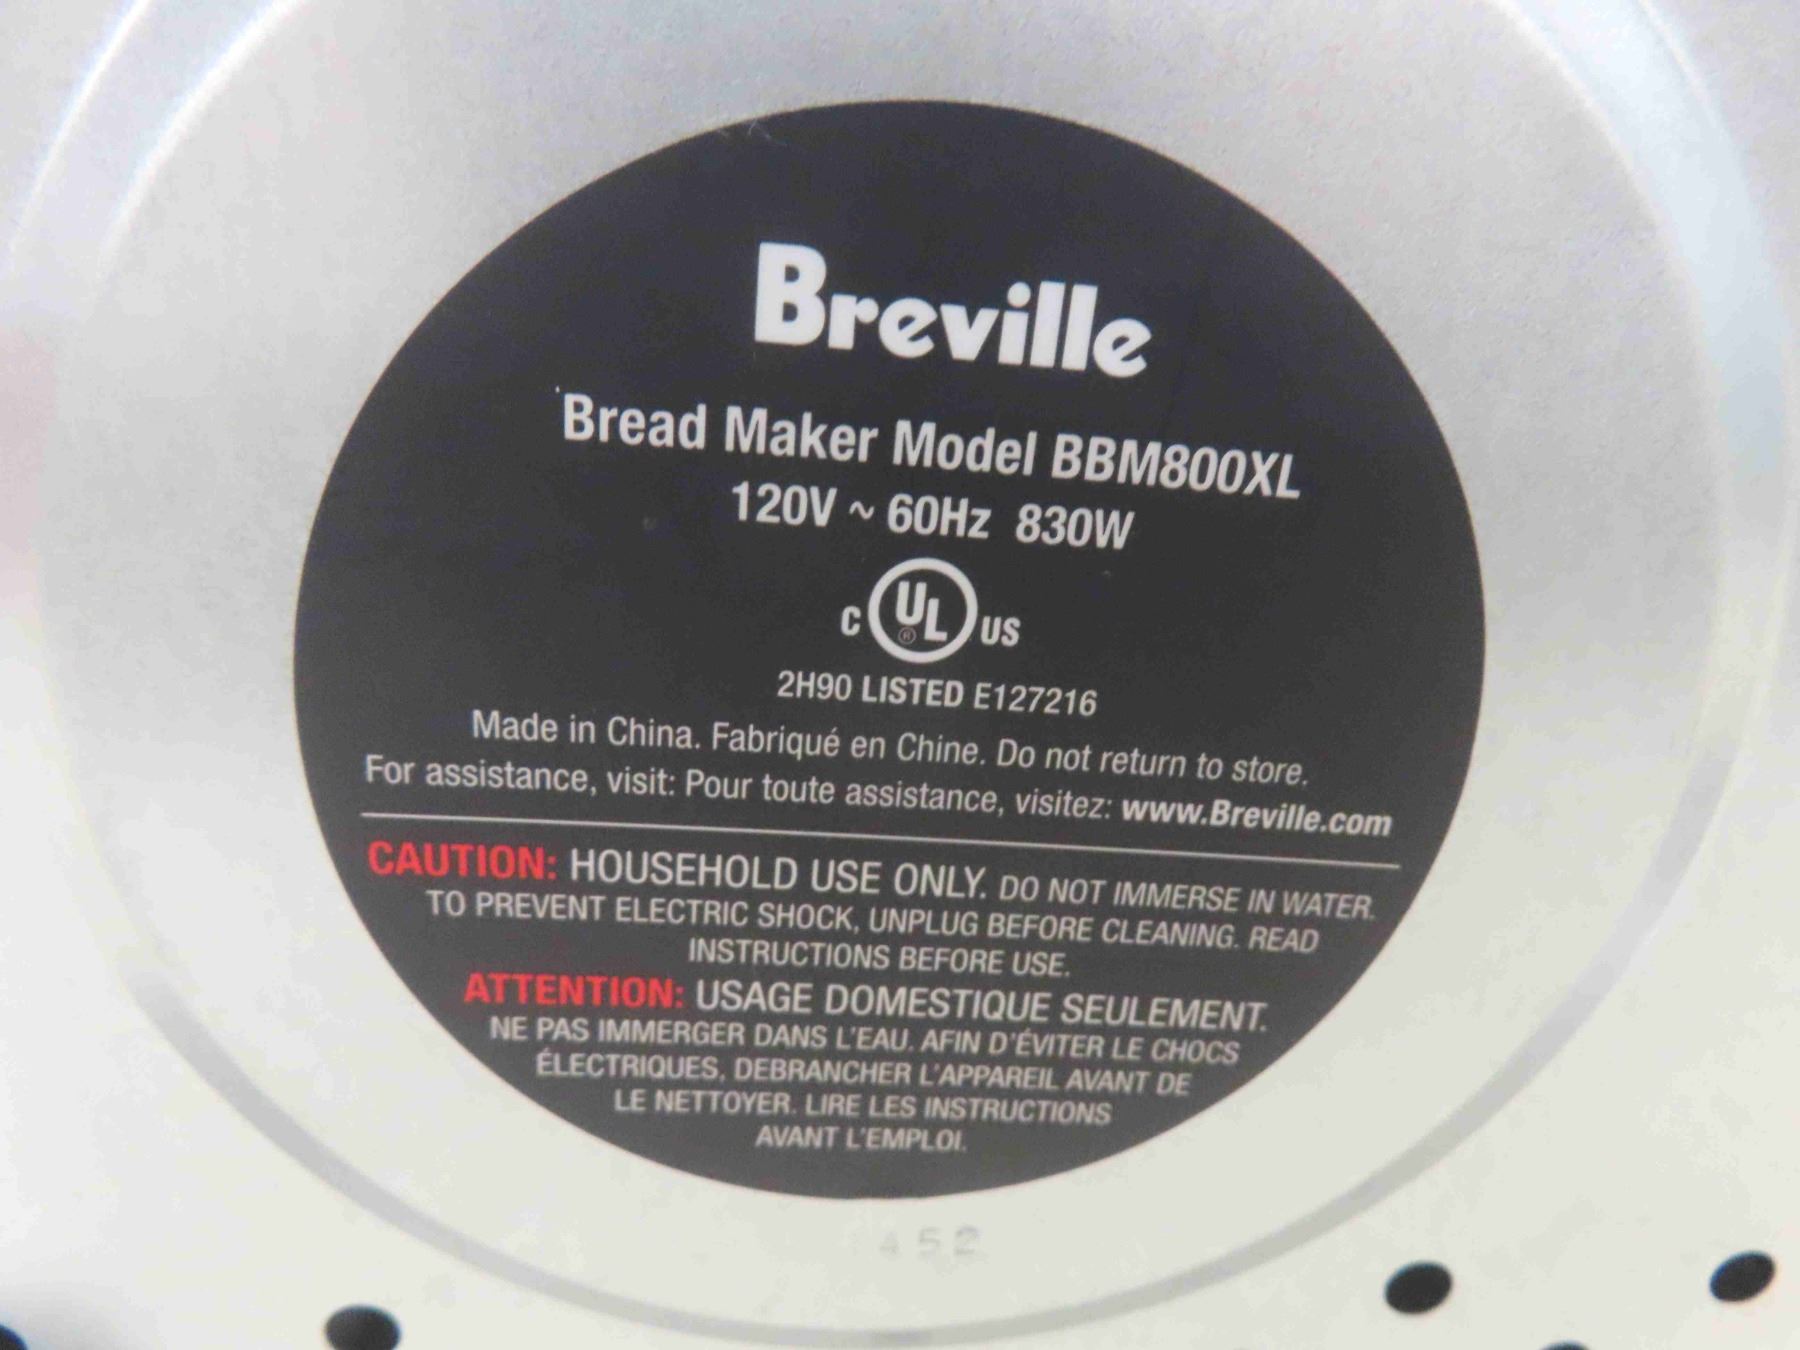 Breville
Bread Maker Model BBM800XL
120V ~ 60Hz 830W
C UL® US
2H90 LISTED E127216
Made in China. Fabriqué en Chine. Do not return to store.
For assistance, visit: Pour toute assistance, visitez: www.Breville.com
CAUTION: HOUSEHOLD USE ONLY. DO NOT IMMERSE IN WATER.
TO PREVENT ELECTRIC SHOCK, UNPLUG BEFORE CLEANING. READ
INSTRUCTIONS BEFORE USE.
ATTENTION: USAGE DOMESTIQUE SEULEMENT.
NE PAS IMMERGER DANS L'EAU. AFIN D'ÉVITER LE CHOCS
ÉLECTRIQUES, DEBRANCHER L'APPAREIL AVANT DE
LE NETTOYER. LIRE LES INSTRUCTIONS
AVANT L'EMPLOI.
452